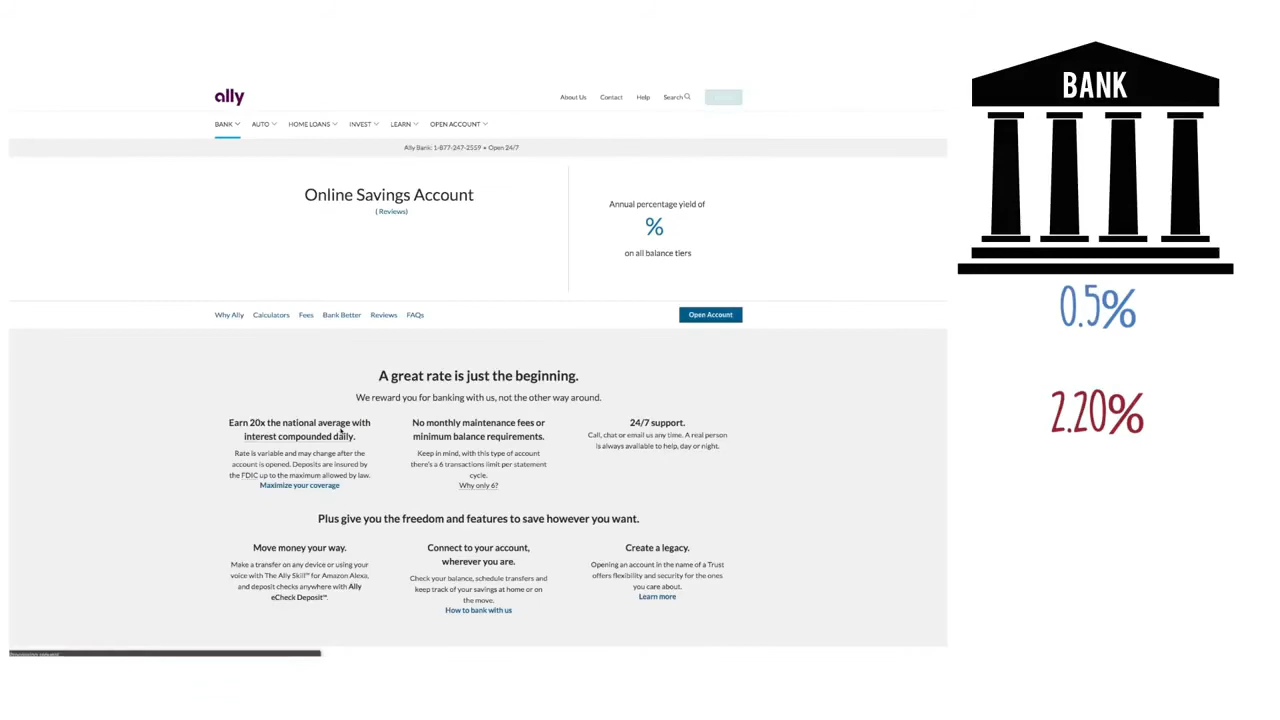 ally
About Us Contact Help Search
BANK AUTO HOME LOANS INVEST LEARN OPEN ACCOUNT
Ally Bank: 1-877-247-2559 • Open 24/7
Online Savings Account
( Reviews)
Annual percentage yield of
%
on all balance tiers
Why Ally Calculators Fees Bank Better Reviews FAQs Open Account
A great rate is just the beginning.
We reward you for banking with us, not the other way around.
Earn 20x the national average with
interest compounded daily.
Rate is variable and may change after the
account is opened. Deposits are insured by
the FDIC up to the maximum allowed by law.
Maximize your coverage
No monthly maintenance fees or
minimum balance requirements.
Keep in mind, with this type of account
there's a 6 transactions limit per statement
cycle.
Why only 6?
24/7 support.
Call, chat or email us any time. A real person
is always available to help, day or night.
Plus give you the freedom and features to save however you want.
Move money your way.
Make a transfer on any device or using your
voice with The Ally Skill℠ for Amazon Alexa,
and deposit checks anywhere with Ally
eCheck Deposit℠.
Connect to your account,
wherever you are.
Check your balance, schedule transfers and
keep track of your savings at home or on
the move.
How to bank with us
Create a legacy.
Opening an account in the name of a Trust
offers flexibility and security for the ones
you care about.
Learn more
BANK
0.5%
2.20%